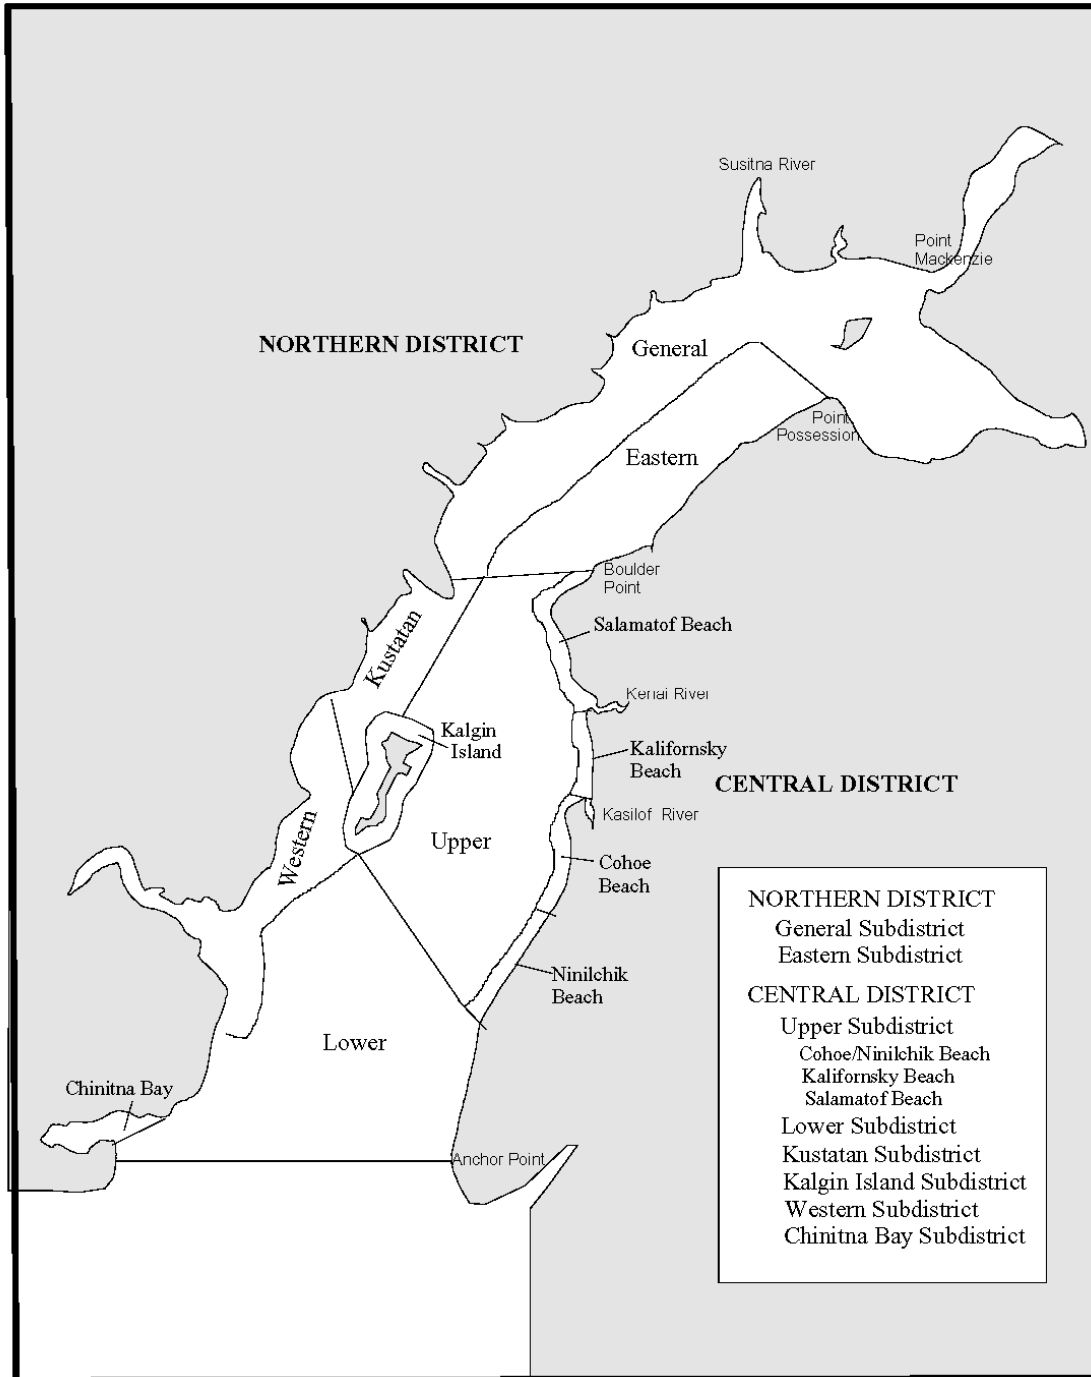 Susitna River
Point
Mackenzie
NORTHERN DISTRICT
General
Point
Possession
Eastern
Boulder
Point
Salamatof Beach
Kustatan
Kenai River
Kalgin
Island
Kalifornsky
Beach
CENTRAL DISTRICT
Kasilof River
Western
Upper
Cohoe
Beach
Ninilchik
Beach
Lower
Chinitna Bay
Anchor Point
NORTHERN DISTRICT
General Subdistrict
Eastern Subdistrict
CENTRAL DISTRICT
Upper Subdistrict
Cohoe/Ninilchik Beach
Kalifornsky Beach
Salamatof Beach
Lower Subdistrict
Kustatan Subdistrict
Kalgin Island Subdistrict
Western Subdistrict
Chinitna Bay Subdistrict